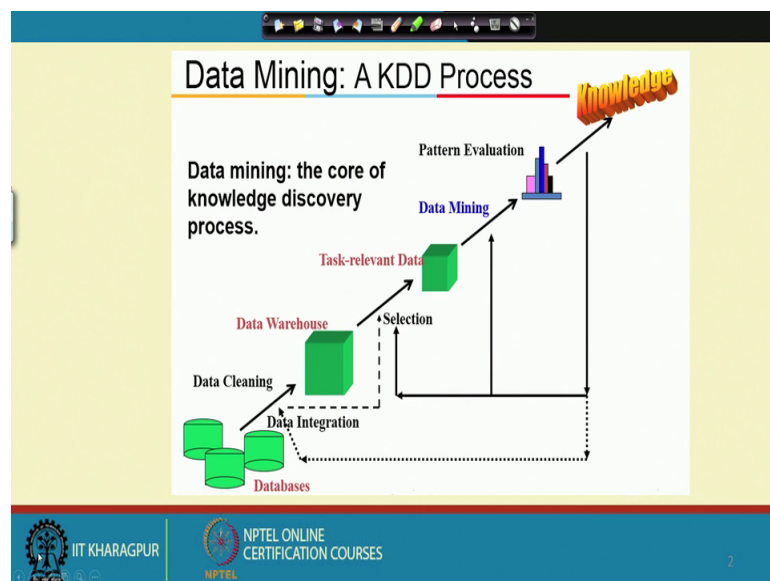 Data Mining: A KDD Process
Knowledge
Pattern Evaluation
Data mining: the core of
knowledge discovery
process.
Data Mining
Task-relevant Data
Data Warehouse
Selection
Data Cleaning
Data Integration
Databases
IIT KHARAGPUR
NPTEL
NPTEL ONLINE
CERTIFICATION COURSES
2